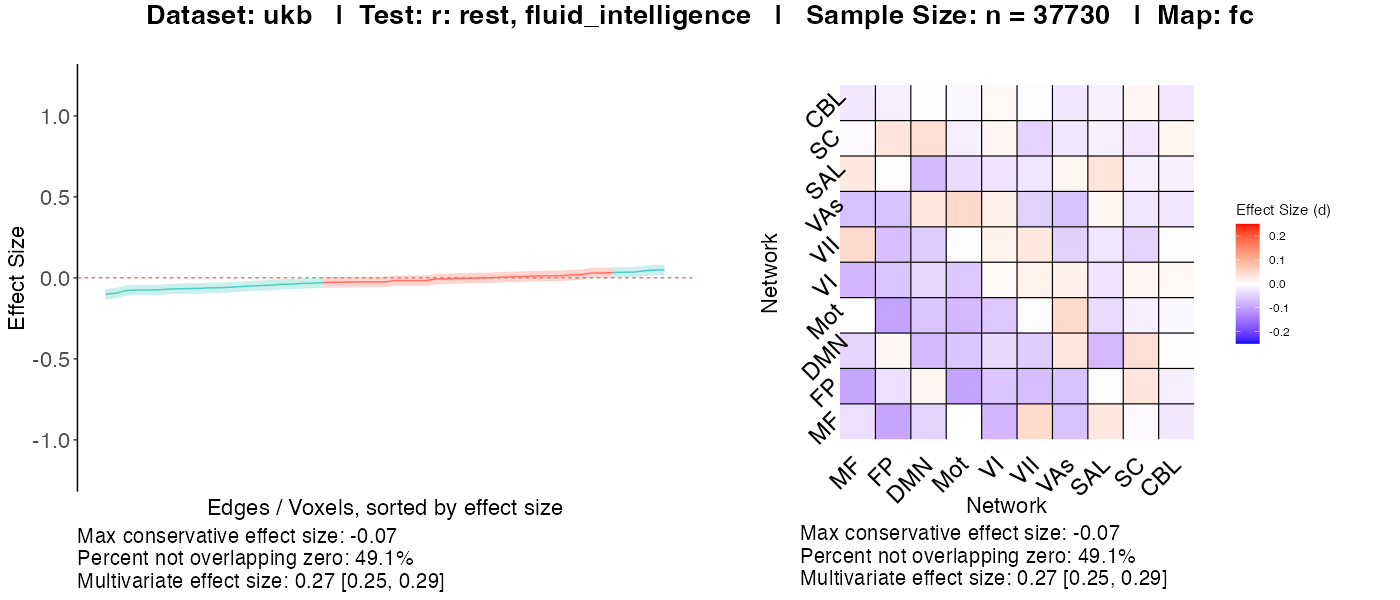 Dataset: ukb | Test: r: rest, fluid_intelligence | Sample Size: n = 37730 | Map: fc
Effect Size
1.0
0.5
0.0
-0.5
-1.0
Edges / Voxels, sorted by effect size
Max conservative effect size: -0.07
Percent not overlapping zero: 49.1%
Multivariate effect size: 0.27 [0.25, 0.29]
Network
CBL
SC
SAL
VAs
VII
VI
Mot
DMN
FP
MF
MF FP DMN Mot VI VII VAs SAL SC CBL
Network
Max conservative effect size: -0.07
Percent not overlapping zero: 49.1%
Multivariate effect size: 0.27 [0.25, 0.29]
Effect Size (d)
0.2
0.1
0.0
-0.1
-0.2